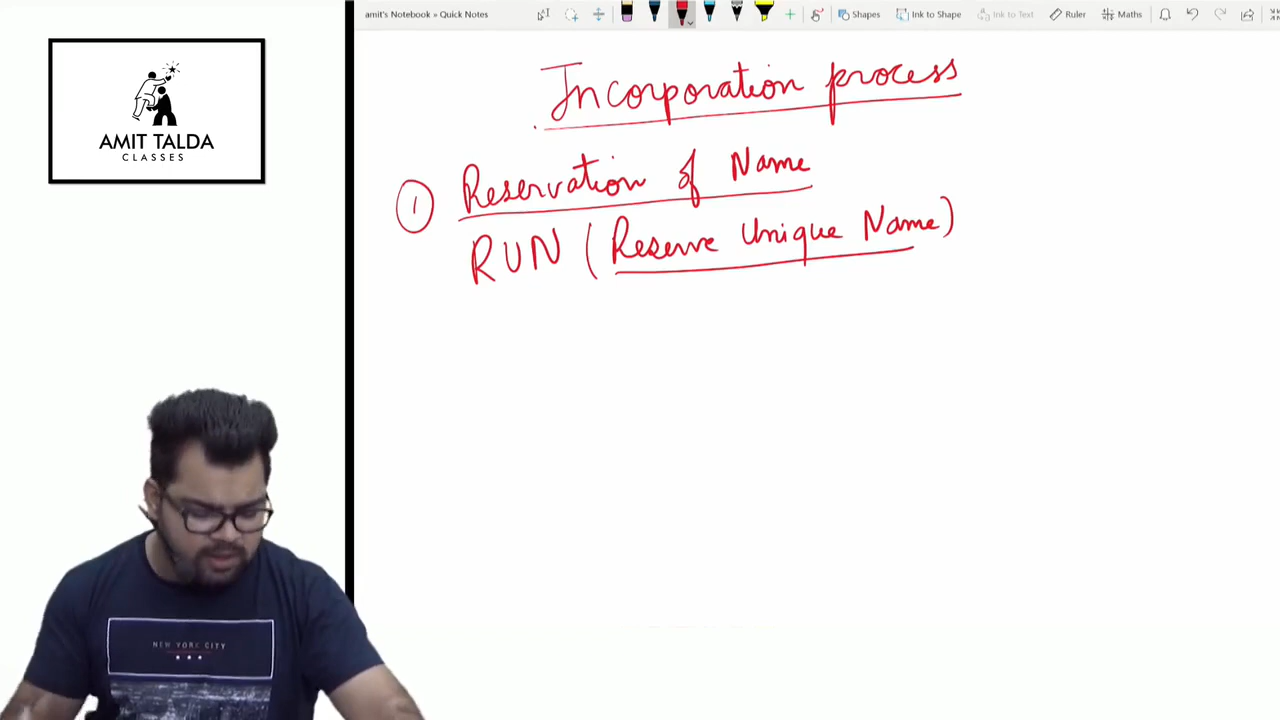 amit's Notebook » Quick Notes
Shapes
Ink to Shape
Ink to Text
Ruler
Maths
AMIT TALDA
CLASSES
Incorporation process
1 Reservation of Name
RUN (Reserve Unique Name)
NEW YORK CITY